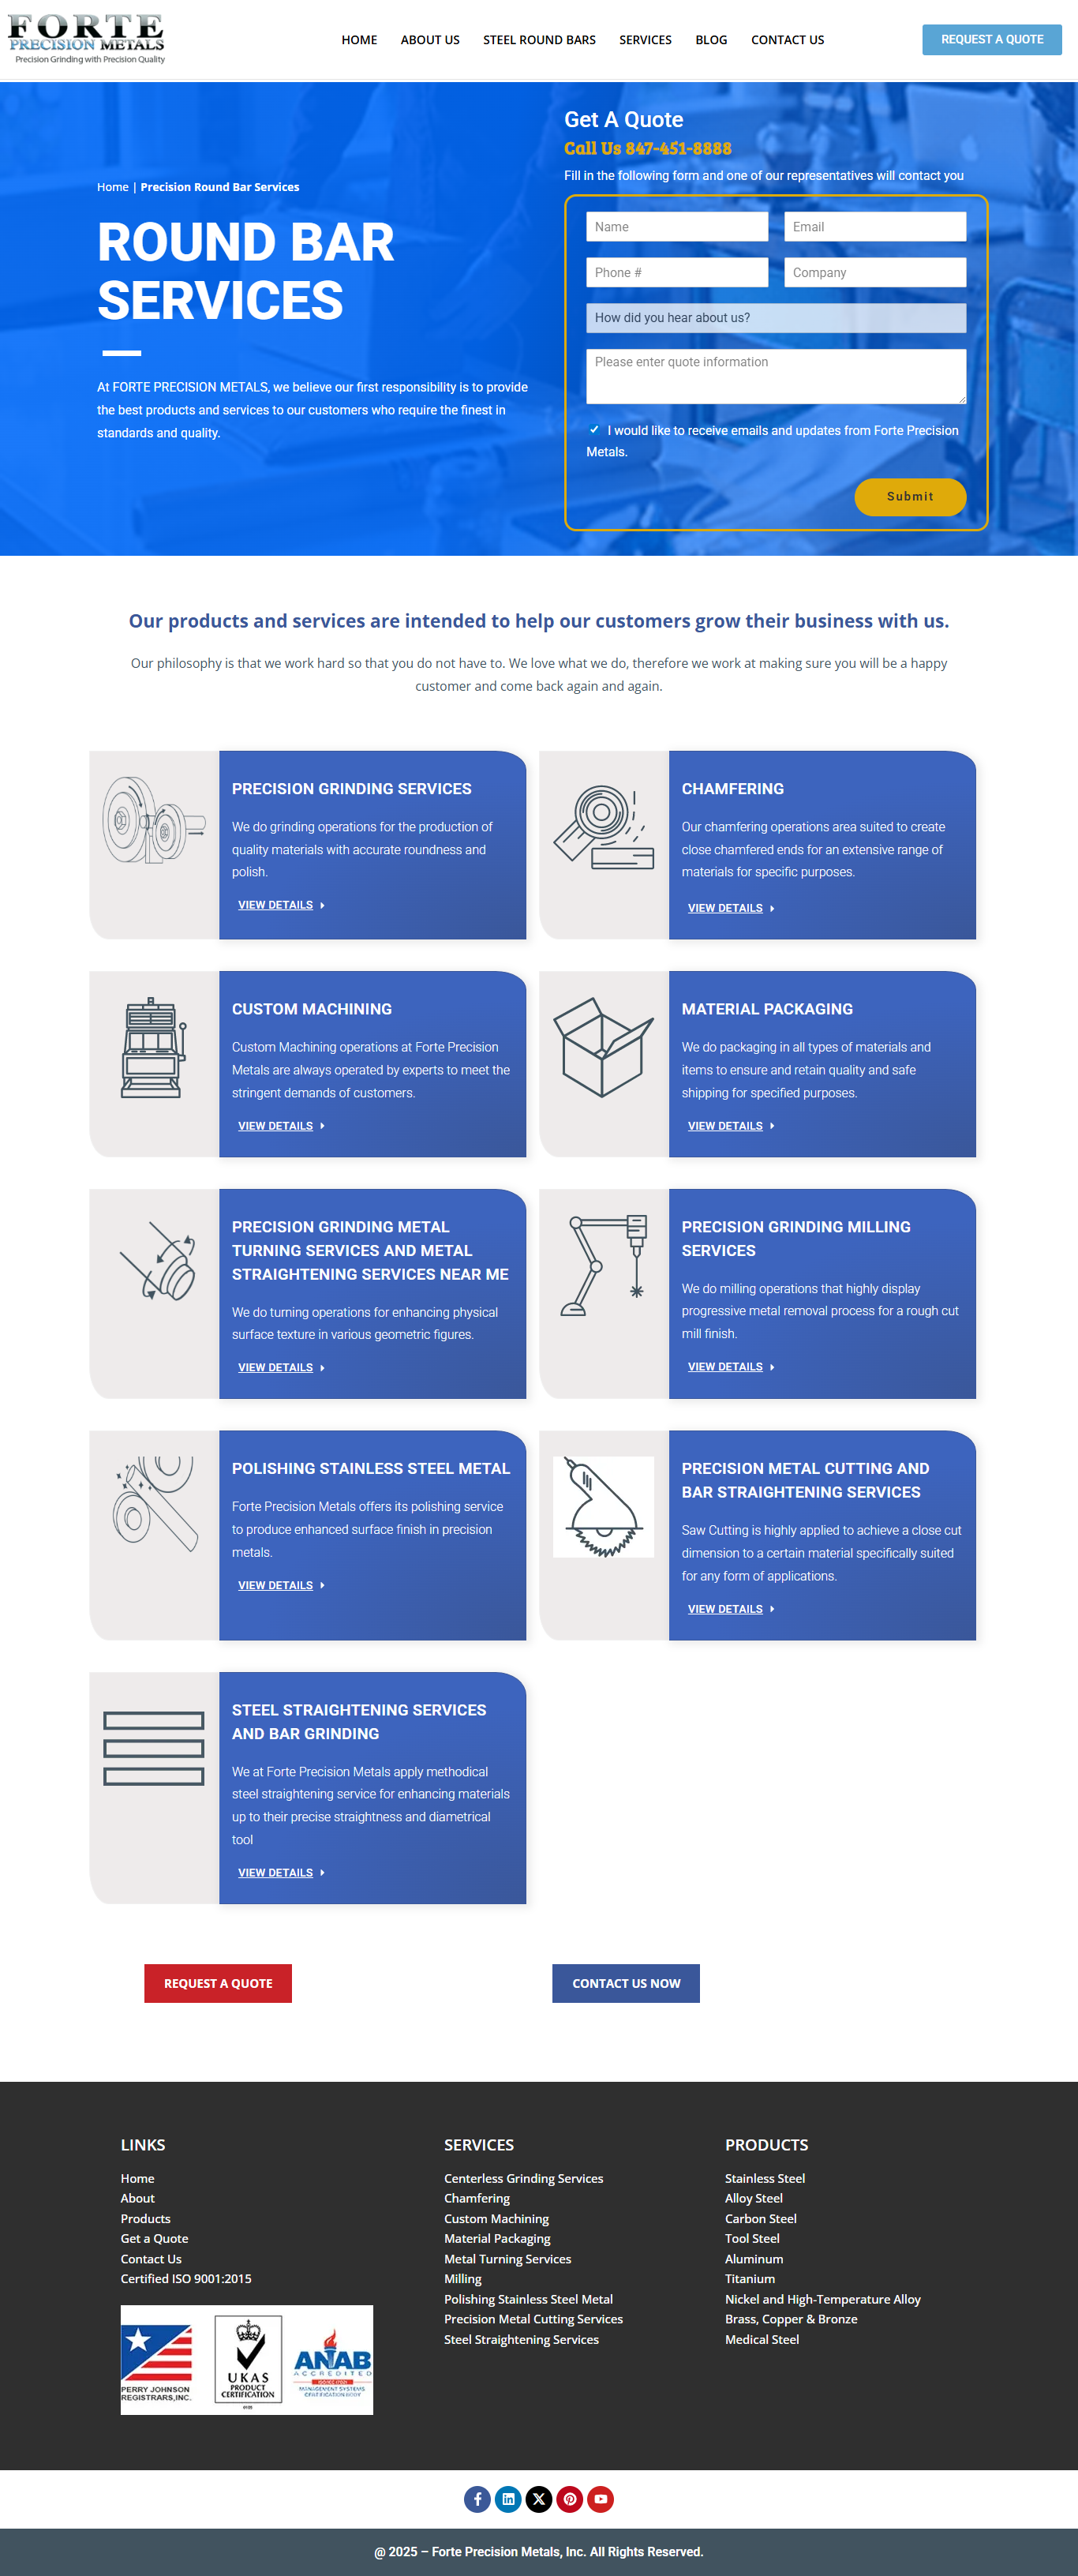 FORTE
PRECISION METALS
Precision Grinding with Precision Quality
HOME
ABOUT US
STEEL ROUND BARS
SERVICES
BLOG
CONTACT US
REQUEST A QUOTE
Home | Precision Round Bar Services
ROUND BAR
SERVICES
At FORTE PRECISION METALS, we believe our first responsibility is to provide
the best products and services to our customers who require the finest in
standards and quality.
Get A Quote
Call Us 847-451-8888
Fill in the following form and one of our representatives will contact you
Name
Email
Phone #
Company
How did you hear about us?
Please enter quote information
I would like to receive emails and updates from Forte Precision
Metals.
Submit
Our products and services are intended to help our customers grow their business with us.
Our philosophy is that we work hard so that you do not have to. We love what we do, therefore we work at making sure you will be a happy
customer and come back again and again.
PRECISION GRINDING SERVICES
We do grinding operations for the production of
quality materials with accurate roundness and
polish.
VIEW DETAILS
CHAMFERING
Our chamfering operations area suited to create
close chamfered ends for an extensive range of
materials for specific purposes.
VIEW DETAILS
CUSTOM MACHINING
Custom Machining operations at Forte Precision
Metals are always operated by experts to meet the
stringent demands of customers.
VIEW DETAILS
MATERIAL PACKAGING
We do packaging in all types of materials and
items to ensure and retain quality and safe
shipping for specified purposes.
VIEW DETAILS
PRECISION GRINDING METAL
TURNING SERVICES AND METAL
STRAIGHTENING SERVICES NEAR ME
We do turning operations for enhancing physical
surface texture in various geometric figures.
VIEW DETAILS
PRECISION GRINDING MILLING
SERVICES
We do milling operations that highly display
progressive metal removal process for a rough cut
mill finish.
VIEW DETAILS
POLISHING STAINLESS STEEL METAL
Forte Precision Metals offers its polishing service
to produce enhanced surface finish in precision
metals.
VIEW DETAILS
PRECISION METAL CUTTING AND
BAR STRAIGHTENING SERVICES
Saw Cutting is highly applied to achieve a close cut
dimension to a certain material specifically suited
for any form of applications.
VIEW DETAILS
STEEL STRAIGHTENING SERVICES
AND BAR GRINDING
We at Forte Precision Metals apply methodical
steel straightening service for enhancing materials
up to their precise straightness and diametrical
tool
VIEW DETAILS
REQUEST A QUOTE
CONTACT US NOW
LINKS
Home
About
Products
Get a Quote
Contact Us
Certified ISO 9001:2015
PERRY JOHNSON
REGISTRARS, INC.
UKAS
PRODUCT
CERTIFICATION
ANAB
ACCREDITED
MANAGEMENT SYSTEMS
CERTIFICATION BODY
SERVICES
Centerless Grinding Services
Chamfering
Custom Machining
Material Packaging
Metal Turning Services
Milling
Polishing Stainless Steel Metal
Precision Metal Cutting Services
Steel Straightening Services
PRODUCTS
Stainless Steel
Alloy Steel
Carbon Steel
Tool Steel
Aluminum
Titanium
Nickel and High-Temperature Alloy
Brass, Copper & Bronze
Medical Steel
@ 2025 – Forte Precision Metals, Inc. All Rights Reserved.